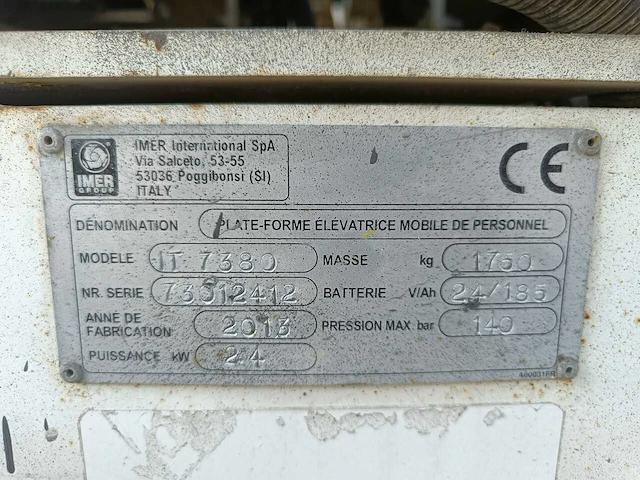 IMER International SpA
Via Salceto, 53-55
53036 Poggibonsi (SI)
ITALY
IMER
GROUP
CE
DÉNOMINATION PLATE-FORME ÉLÉVATRICE MOBILE DE PERSONNEL
MODELE IT 7380 MASSE kg 1750
NR. SERIE 73012412 BATTERIE V/Ah 24/185
ANNÉ DE
FABRICATION 2013 PRESSION MAX bar 140
PUISSANCE kW 2.4